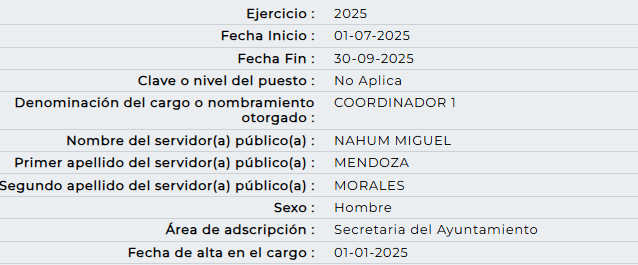 Ejercicio : 2025
Fecha Inicio : 01-07-2025
Fecha Fin : 30-09-2025
Clave o nivel del puesto : No Aplica
Denominación del cargo o nombramiento COORDINADOR 1
otorgado :
Nombre del servidor(a) público(a) : NAHUM MIGUEL
Primer apellido del servidor(a) público(a) : MENDOZA
Segundo apellido del servidor(a) público(a) : MORALES
Sexo : Hombre
Área de adscripción : Secretaria del Ayuntamiento
Fecha de alta en el cargo : 01-01-2025